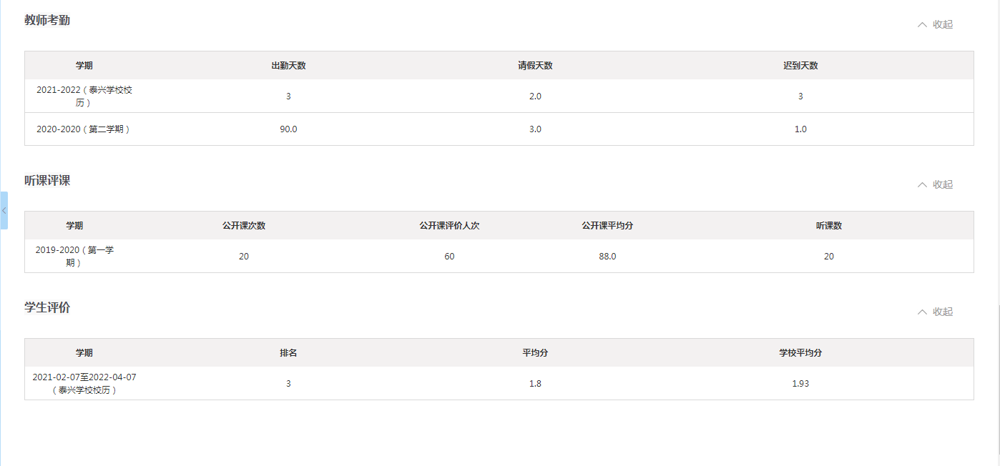 教师考勤
收起
学期 出勤天数 请假天数 迟到天数
2021-2022（泰兴学校校
历） 3 2.0 3
2020-2020（第二学期） 90.0 3.0 1.0
听课评课
收起
学期 公开课次数 公开课评价人次 公开课平均分 听课数
2019-2020（第一学
期） 20 60 88.0 20
学生评价
收起
学期 排名 平均分 学校平均分
2021-02-07至2022-04-07
（泰兴学校校历） 3 1.8 1.93